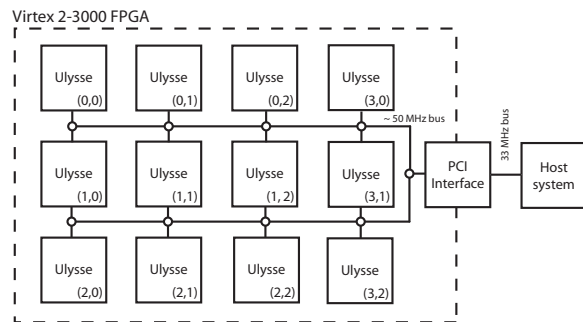 Virtex 2-3000 FPGA
Ulysse
(0,0)
Ulysse
(0,1)
Ulysse
(0,2)
Ulysse
(3,0)
~ 50 MHz bus
Ulysse
(1,0)
Ulysse
(1,1)
Ulysse
(1,2)
Ulysse
(3,1)
PCI
Interface
33 MHz bus
Host
system
Ulysse
(2,0)
Ulysse
(2,1)
Ulysse
(2,2)
Ulysse
(3,2)